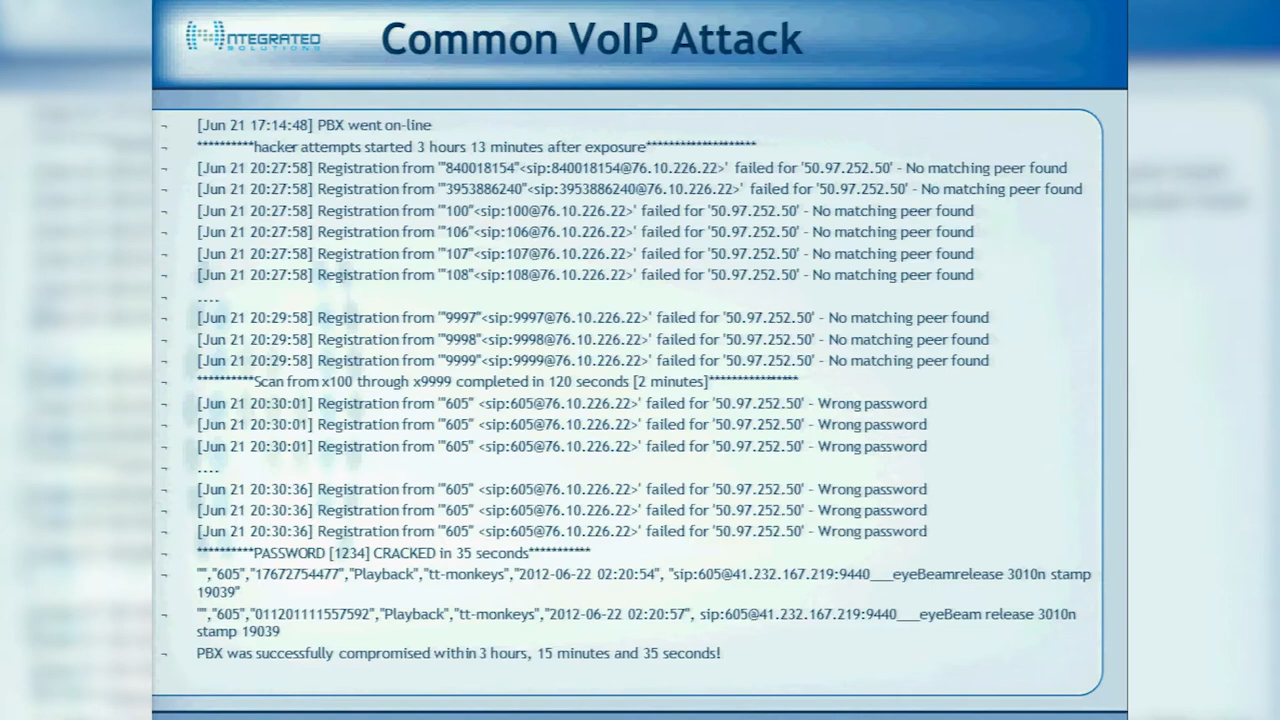 NTEGRATED
SOLUTIONS
Common VoIP Attack
[Jun 21 17:14:48] PBX went on-line
**********hacker attempts started 3 hours 13 minutes after exposure********************
[Jun 21 20:27:58] Registration from '"840018154"<sip:840018154@76.10.226.22>' failed for '50.97.252.50' - No matching peer found
[Jun 21 20:27:58] Registration from '"3953886240"<sip:3953886240@76.10.226.22>' failed for '50.97.252.50' - No matching peer found
[Jun 21 20:27:58] Registration from '"100"<sip:100@76.10.226.22>' failed for '50.97.252.50' - No matching peer found
[Jun 21 20:27:58] Registration from '"106"<sip:106@76.10.226.22>' failed for '50.97.252.50' - No matching peer found
[Jun 21 20:27:58] Registration from '"107"<sip:107@76.10.226.22>' failed for '50.97.252.50' - No matching peer found
[Jun 21 20:27:58] Registration from '"108"<sip:108@76.10.226.22>' failed for '50.97.252.50' - No matching peer found
....
[Jun 21 20:29:58] Registration from '"9997"<sip:9997@76.10.226.22>' failed for '50.97.252.50' - No matching peer found
[Jun 21 20:29:58] Registration from '"9998"<sip:9998@76.10.226.22>' failed for '50.97.252.50' - No matching peer found
[Jun 21 20:29:58] Registration from '"9999"<sip:9999@76.10.226.22>' failed for '50.97.252.50' - No matching peer found
**********Scan from x100 through x9999 completed in 120 seconds [2 minutes]****************
[Jun 21 20:30:01] Registration from '"605" <sip:605@76.10.226.22>' failed for '50.97.252.50' - Wrong password
[Jun 21 20:30:01] Registration from '"605" <sip:605@76.10.226.22>' failed for '50.97.252.50' - Wrong password
[Jun 21 20:30:01] Registration from '"605" <sip:605@76.10.226.22>' failed for '50.97.252.50' - Wrong password
....
[Jun 21 20:30:36] Registration from '"605" <sip:605@76.10.226.22>' failed for '50.97.252.50' - Wrong password
[Jun 21 20:30:36] Registration from '"605" <sip:605@76.10.226.22>' failed for '50.97.252.50' - Wrong password
[Jun 21 20:30:36] Registration from '"605" <sip:605@76.10.226.22>' failed for '50.97.252.50' - Wrong password
**********PASSWORD [1234] CRACKED in 35 seconds***********
"","605","17672754477","Playback","tt-monkeys","2012-06-22 02:20:54", "sip:605@41.232.167.219:9440___eyeBeamrelease 3010n stamp
19039"
"","605","011201111557592","Playback","tt-monkeys","2012-06-22 02:20:57", sip:605@41.232.167.219:9440___eyeBeam release 3010n
stamp 19039
PBX was successfully compromised within 3 hours, 15 minutes and 35 seconds!